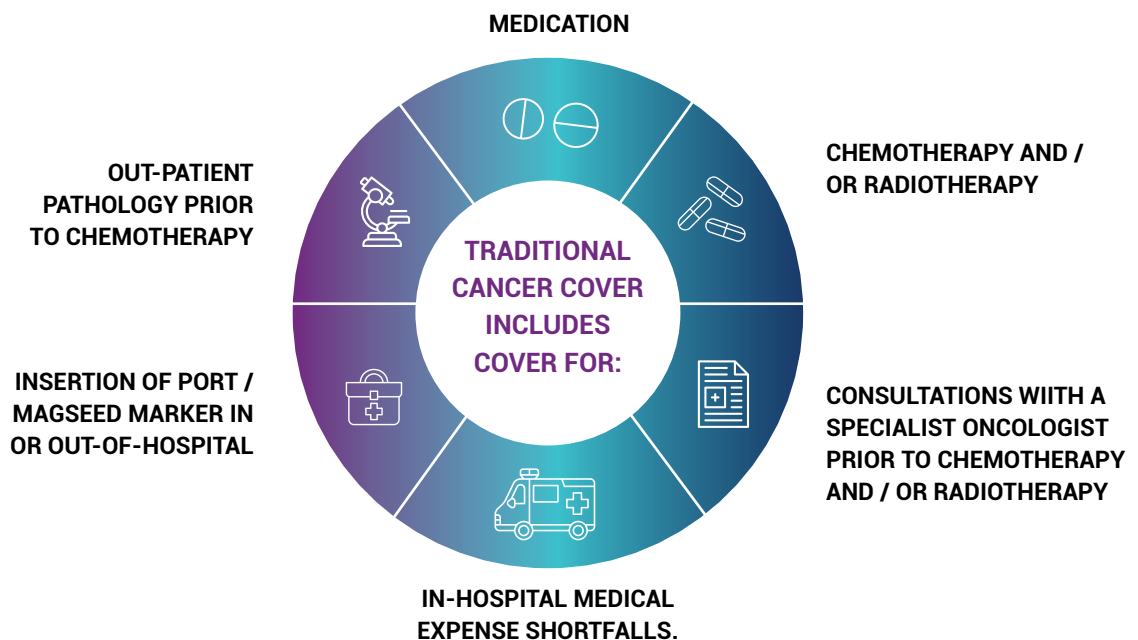 MEDICATION
CHEMOTHERAPY AND /
OR RADIOTHERAPY
OUT-PATIENT
PATHOLOGY PRIOR
TO CHEMOTHERAPY
TRADITIONAL
CANCER COVER
INCLUDES
COVER FOR:
INSERTION OF PORT /
MAGSEED MARKER IN
OR OUT-OF-HOSPITAL
CONSULTATIONS WIITH A
SPECIALIST ONCOLOGIST
PRIOR TO CHEMOTHERAPY
AND / OR RADIOTHERAPY
IN-HOSPITAL MEDICAL
EXPENSE SHORTFALLS.